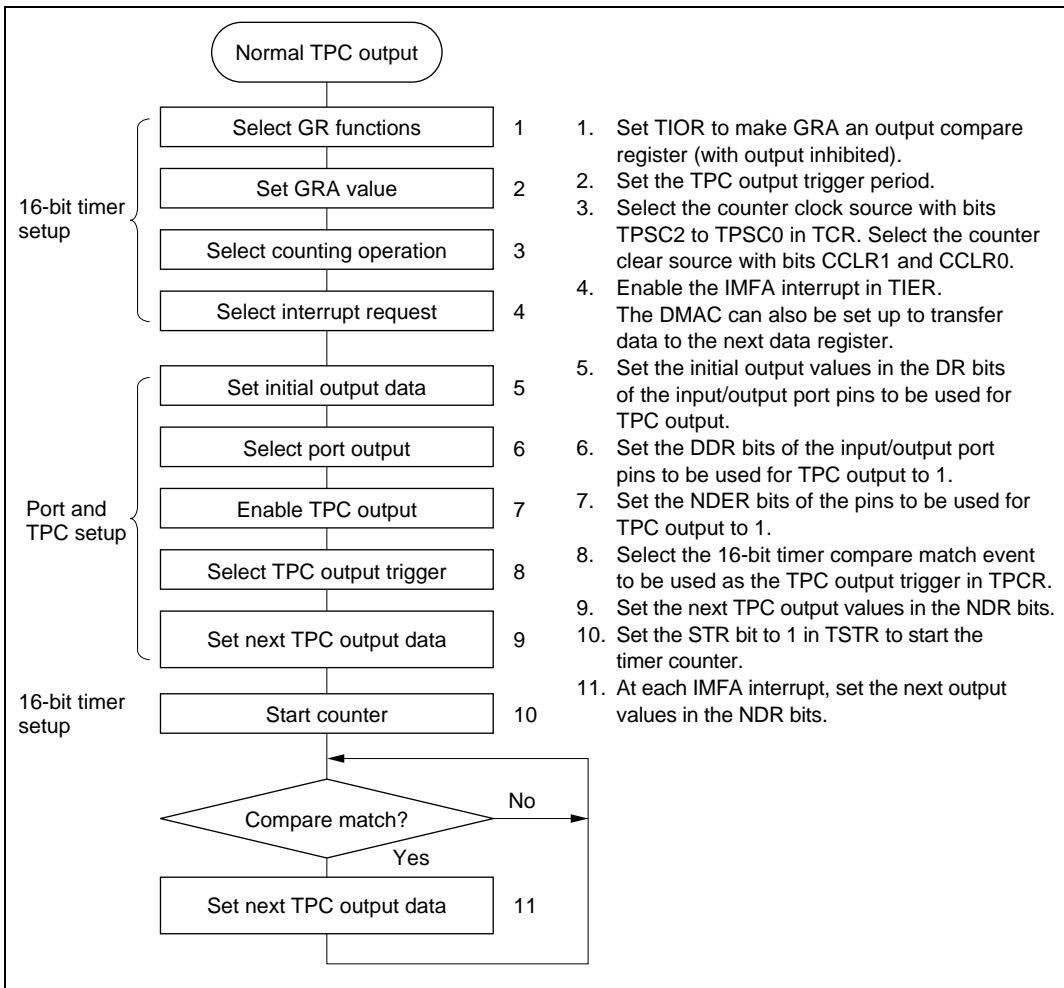 Normal TPC output
16-bit timer
setup
Select GR functions 1
Set GRA value 2
Select counting operation 3
Select interrupt request 4
Port and
TPC setup
Set initial output data 5
Select port output 6
Enable TPC output 7
Select TPC output trigger 8
Set next TPC output data 9
16-bit timer
setup
Start counter 10
Compare match?
No
Yes
Set next TPC output data 11
1. Set TIOR to make GRA an output compare
register (with output inhibited).
2. Set the TPC output trigger period.
3. Select the counter clock source with bits
TPSC2 to TPSC0 in TCR. Select the counter
clear source with bits CCLR1 and CCLR0.
4. Enable the IMFA interrupt in TIER.
The DMAC can also be set up to transfer
data to the next data register.
5. Set the initial output values in the DR bits
of the input/output port pins to be used for
TPC output.
6. Set the DDR bits of the input/output port
pins to be used for TPC output to 1.
7. Set the NDER bits of the pins to be used for
TPC output to 1.
8. Select the 16-bit timer compare match event
to be used as the TPC output trigger in TPCR.
9. Set the next TPC output values in the NDR bits.
10. Set the STR bit to 1 in TSTR to start the
timer counter.
11. At each IMFA interrupt, set the next output
values in the NDR bits.